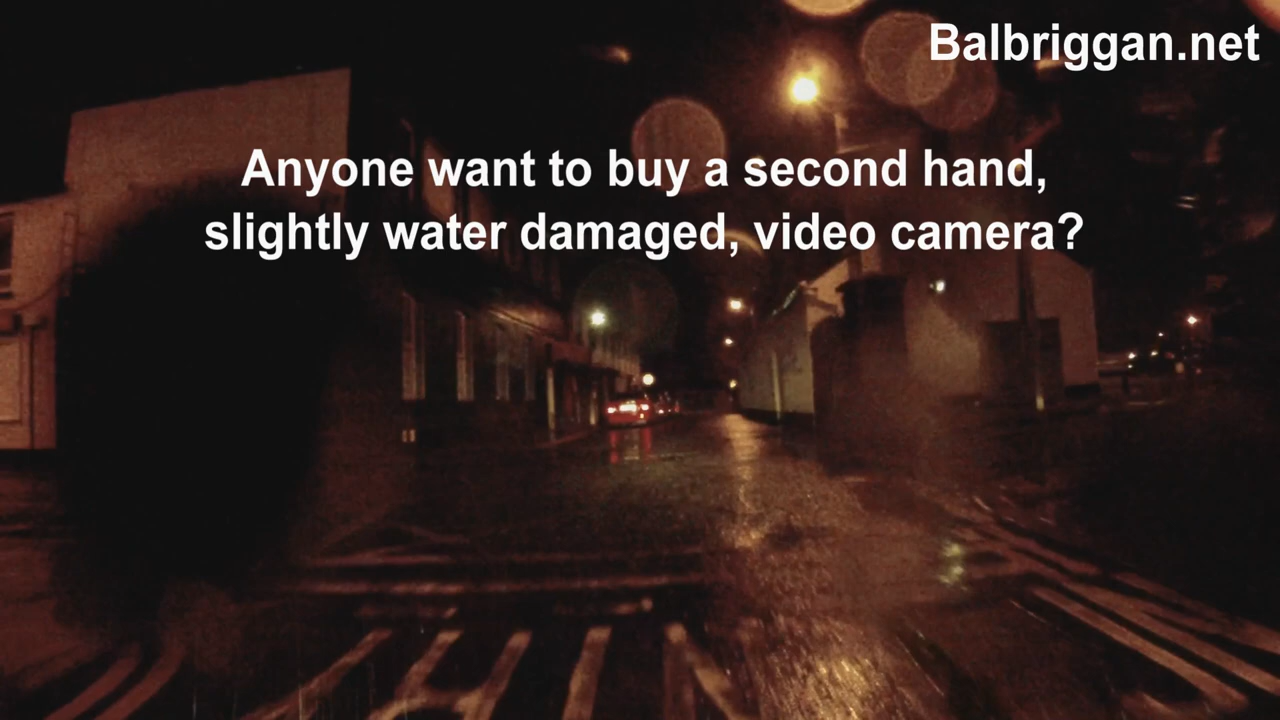 Balbriggan.net
Anyone want to buy a second hand,
slightly water damaged, video camera?